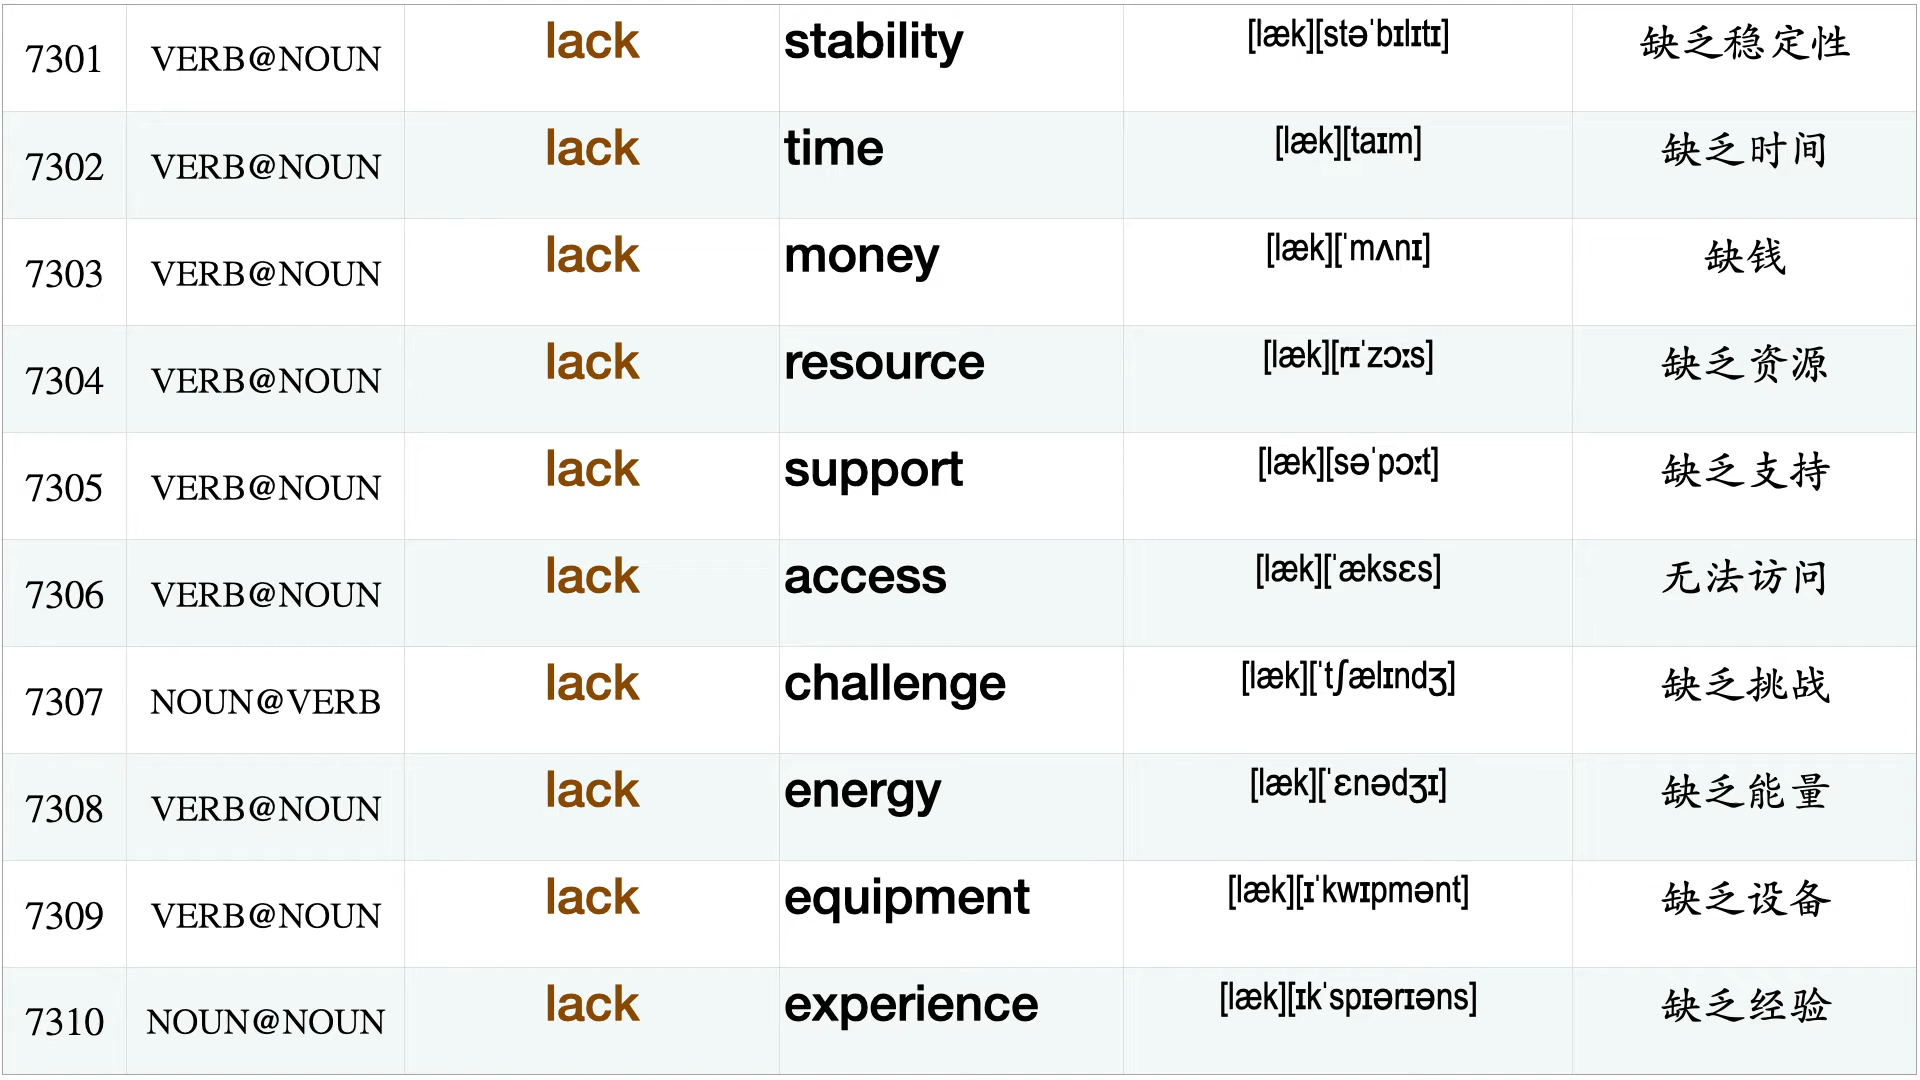 7301 VERB@NOUN lack stability [læk][stəˈbɪlɪtɪ] 缺乏稳定性
7302 VERB@NOUN lack time [læk][taɪm] 缺乏时间
7303 VERB@NOUN lack money [læk][ˈmʌnɪ] 缺钱
7304 VERB@NOUN lack resource [læk][rɪˈzɔːs] 缺乏资源
7305 VERB@NOUN lack support [læk][səˈpɔːt] 缺乏支持
7306 VERB@NOUN lack access [læk][ˈæksɛs] 无法访问
7307 NOUN@VERB lack challenge [læk][ˈtʃælɪndʒ] 缺乏挑战
7308 VERB@NOUN lack energy [læk][ˈɛnədʒɪ] 缺乏能量
7309 VERB@NOUN lack equipment [læk][ɪˈkwɪpmənt] 缺乏设备
7310 NOUN@NOUN lack experience [læk][ɪkˈspɪərɪəns] 缺乏经验